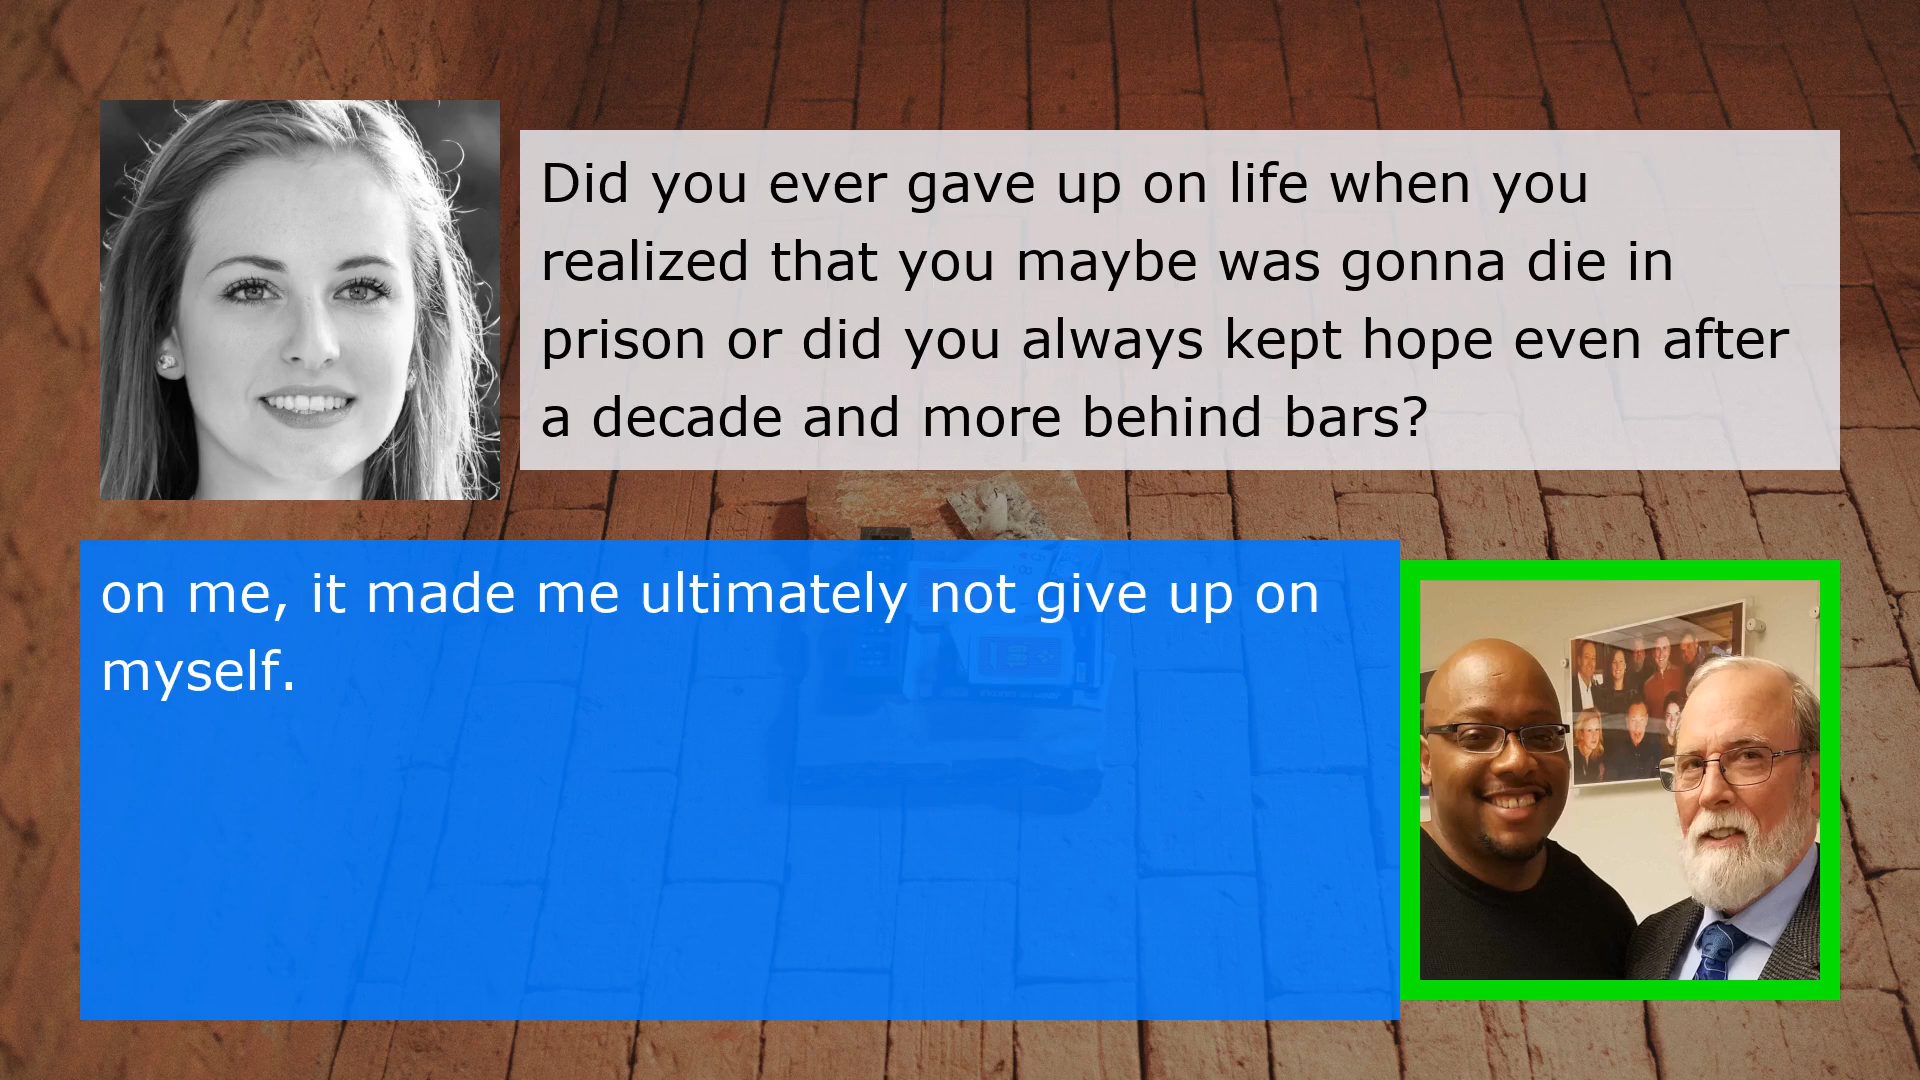 Did you ever gave up on life when you
realized that you maybe was gonna die in
prison or did you always kept hope even after
a decade and more behind bars?
on me, it made me ultimately not give up on
myself.